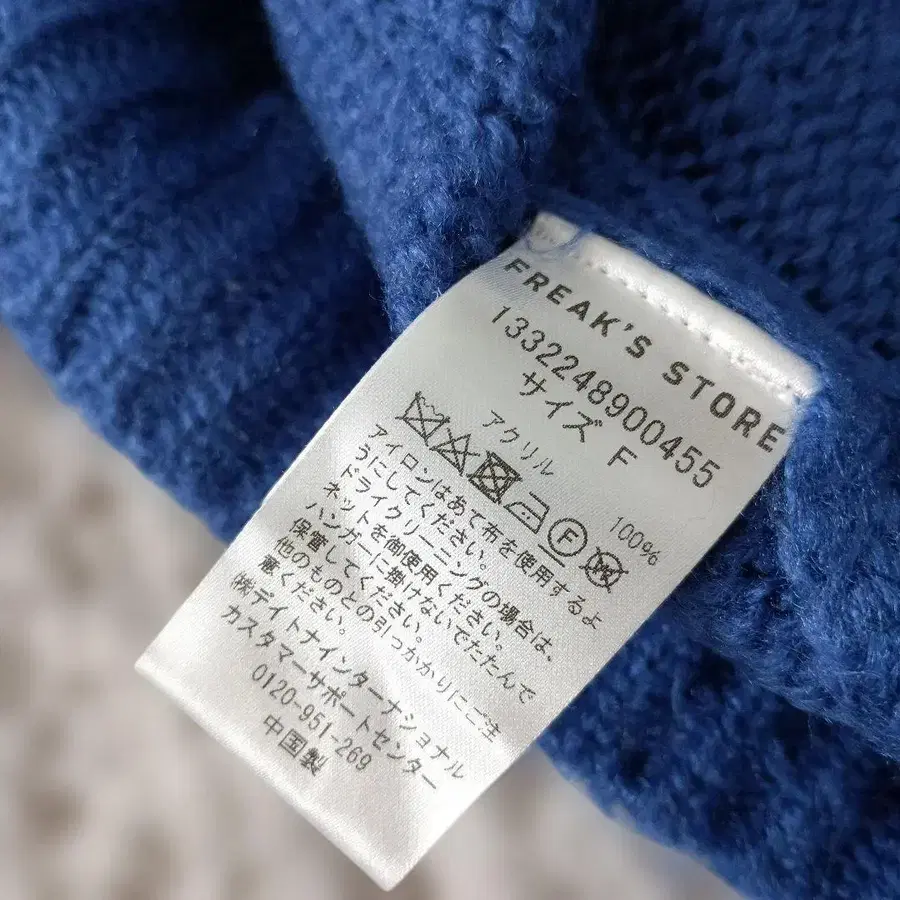 FREAK'S STORE
1332248900455
サイズ F
アクリル 100%
アイロンはあて布を使用するよ
うにしてください。
ドライクリーニングの場合は、
ネットを御使用ください。
ハンガーに掛けないでたたんで
保管してください。
他のものとの引っかかりにご注
意ください。
㈱デイトナインターナショナル
カスタマーサポートセンター
0120-951-269
中国製